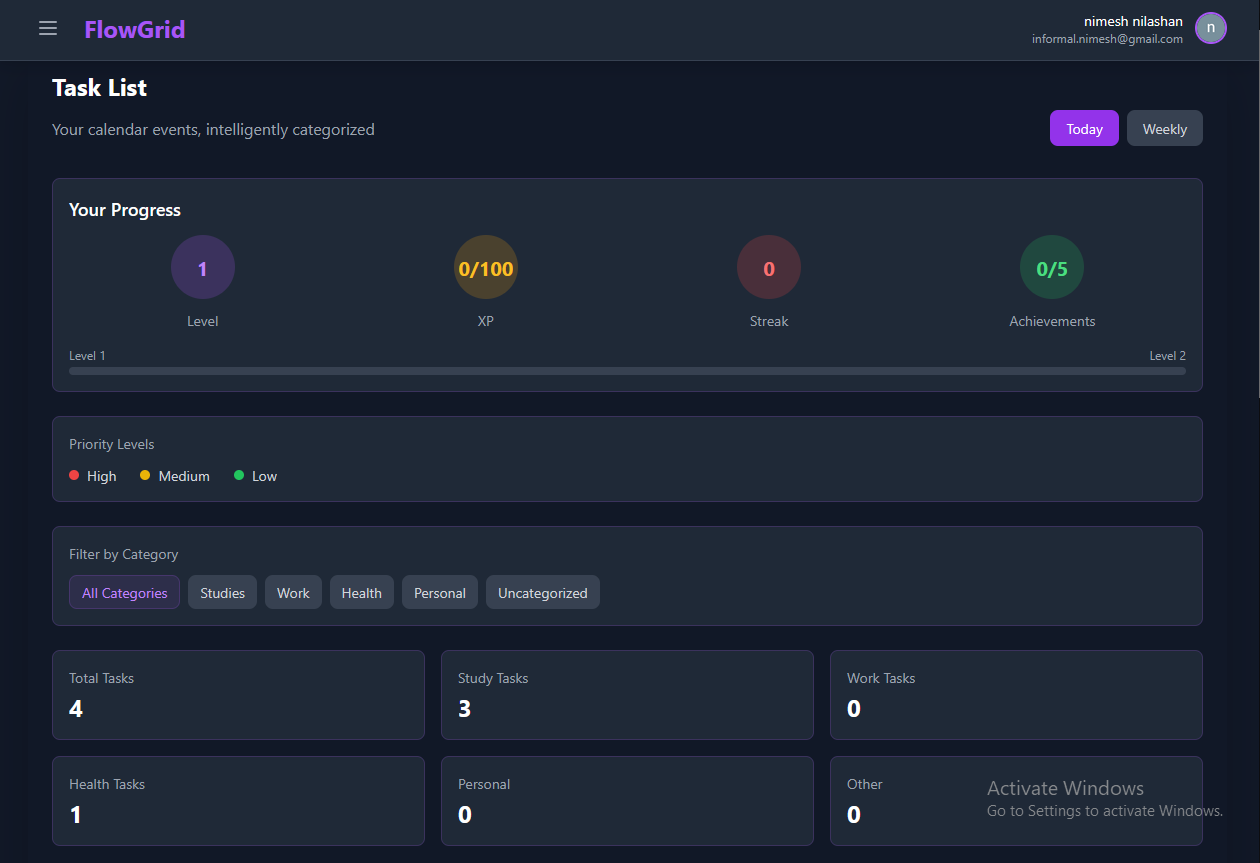 FlowGrid
nimesh nilashan
informal.nimesh@gmail.com
n
Task List
Your calendar events, intelligently categorized
Today
Weekly
Your Progress
1
0/100
0
0/5
Level
XP
Streak
Achievements
Level 1
Level 2
Priority Levels
High
Medium
Low
Filter by Category
All Categories
Studies
Work
Health
Personal
Uncategorized
Total Tasks
4
Study Tasks
3
Work Tasks
0
Health Tasks
1
Personal
0
Other
0
Activate Windows
Go to Settings to activate Windows.